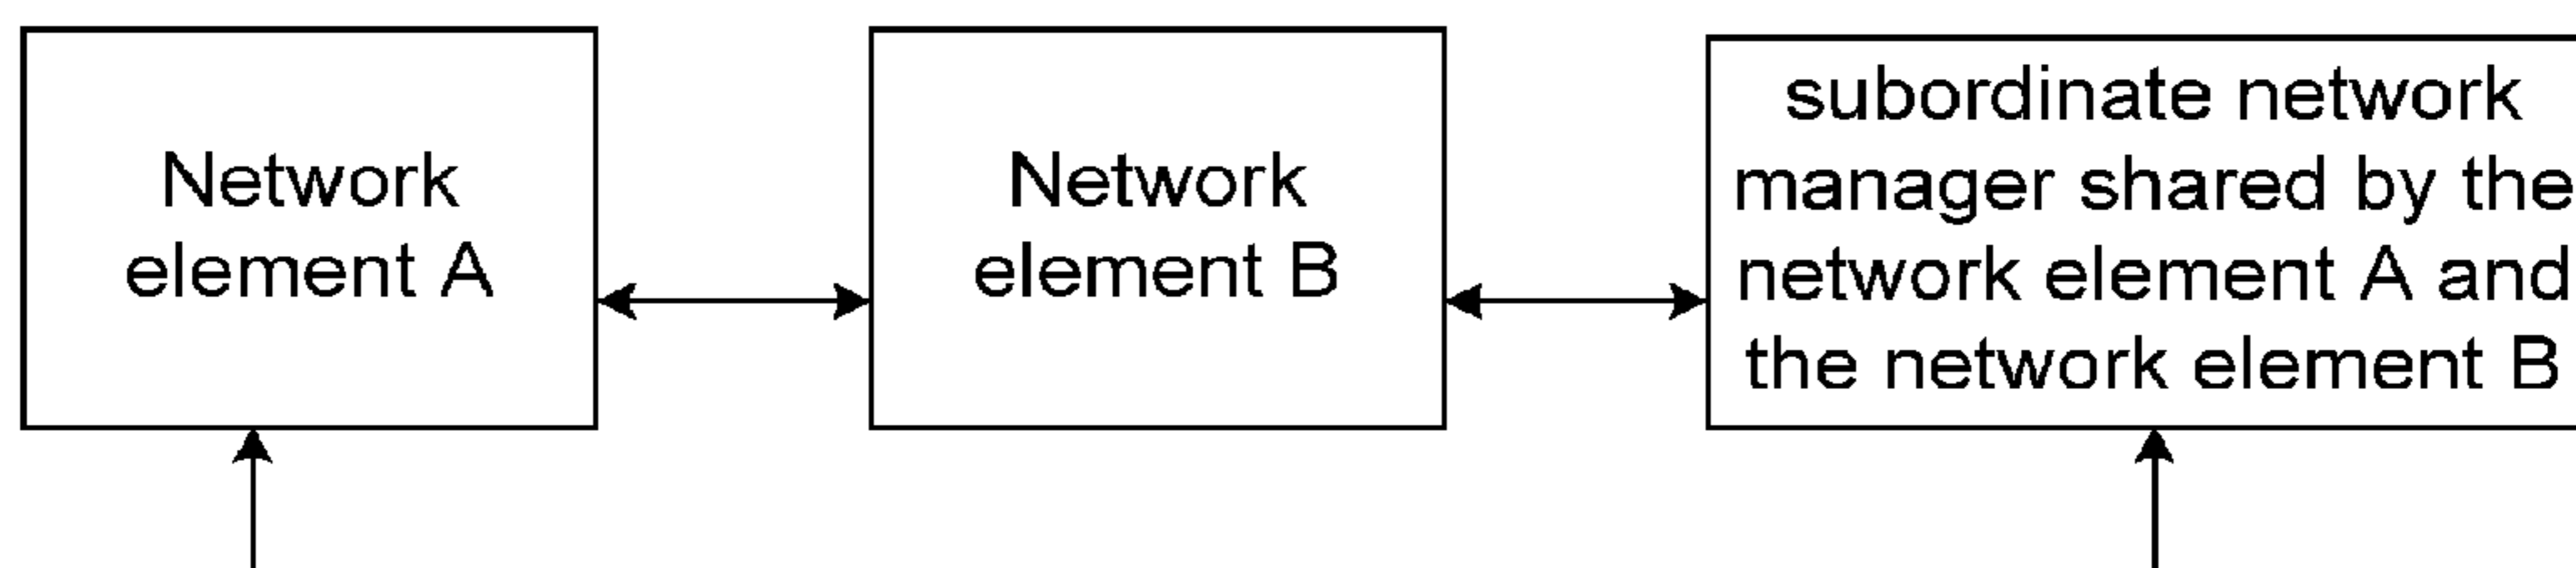 Network
element A
Network
element B
subordinate network
manager shared by the
network element A and
the network element B